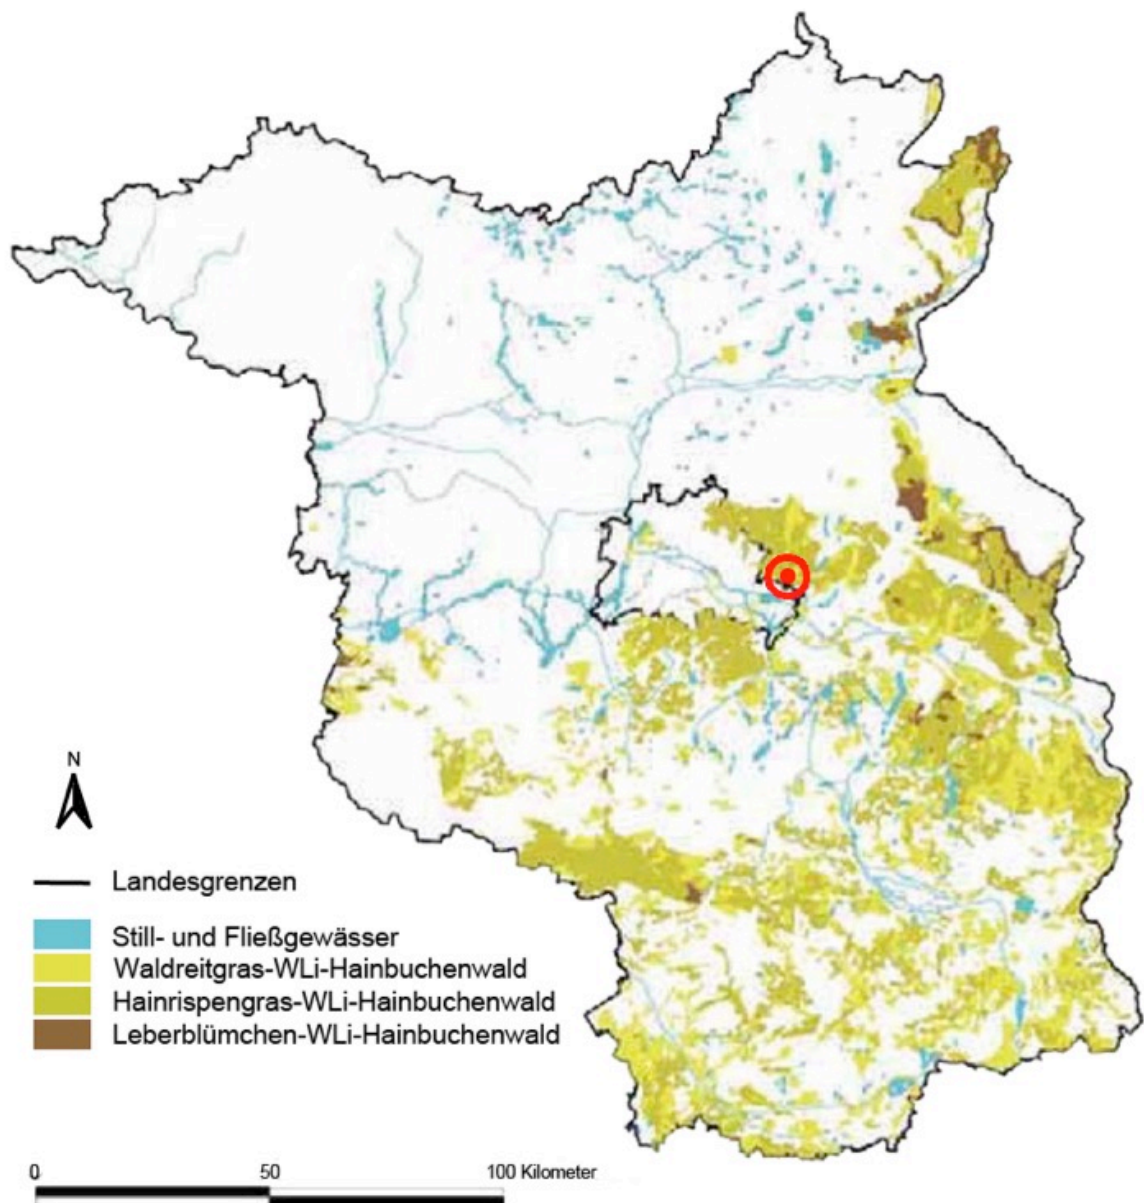 N
Landesgrenzen
Still- und Fließgewässer
Waldreitgras-WLi-Hainbuchenwald
Hainrispengras-WLi-Hainbuchenwald
Leberblümchen-WLi-Hainbuchenwald
0 50 100 Kilometer